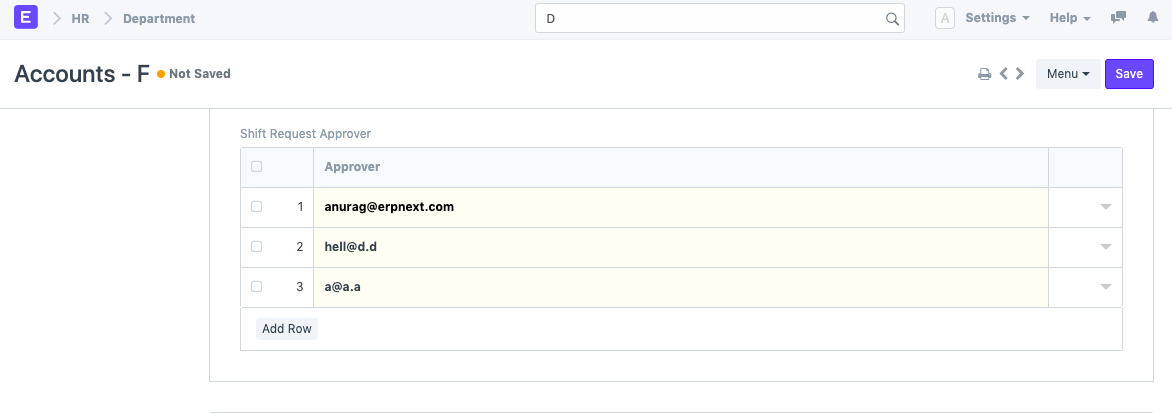 E HR Department D A Settings Help
Accounts - F Not Saved Menu Save
Shift Request Approver
Approver
1 anurag@erpnext.com
2 hell@d.d
3 a@a.a
Add Row